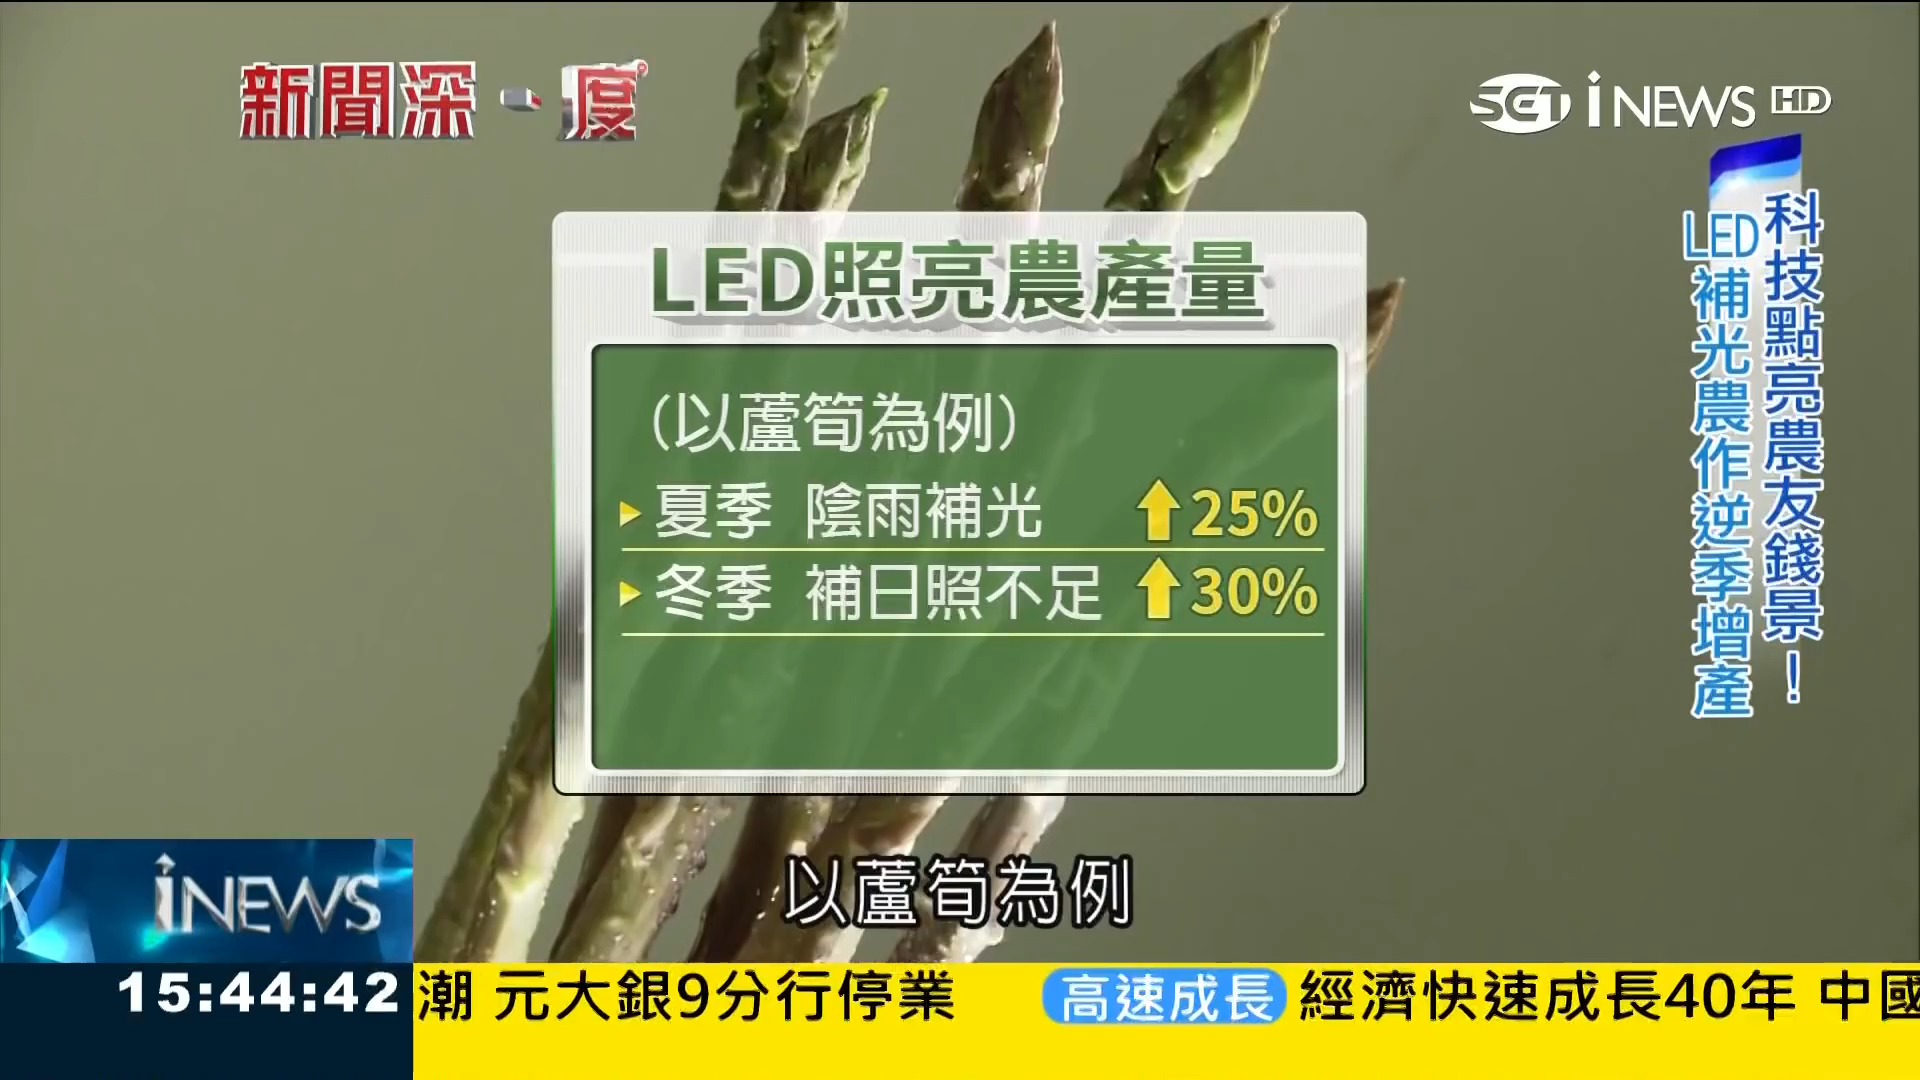 新聞深度
SET iNEWS HD
科技點亮農友錢景！
LED補光農作逆季增產
LED照亮農產量
(以蘆筍為例)
夏季 陰雨補光 25%
冬季 補日照不足 30%
以蘆筍為例
iNEWS
15:44:42
潮 元大銀9分行停業 高速成長 經濟快速成長40年 中國